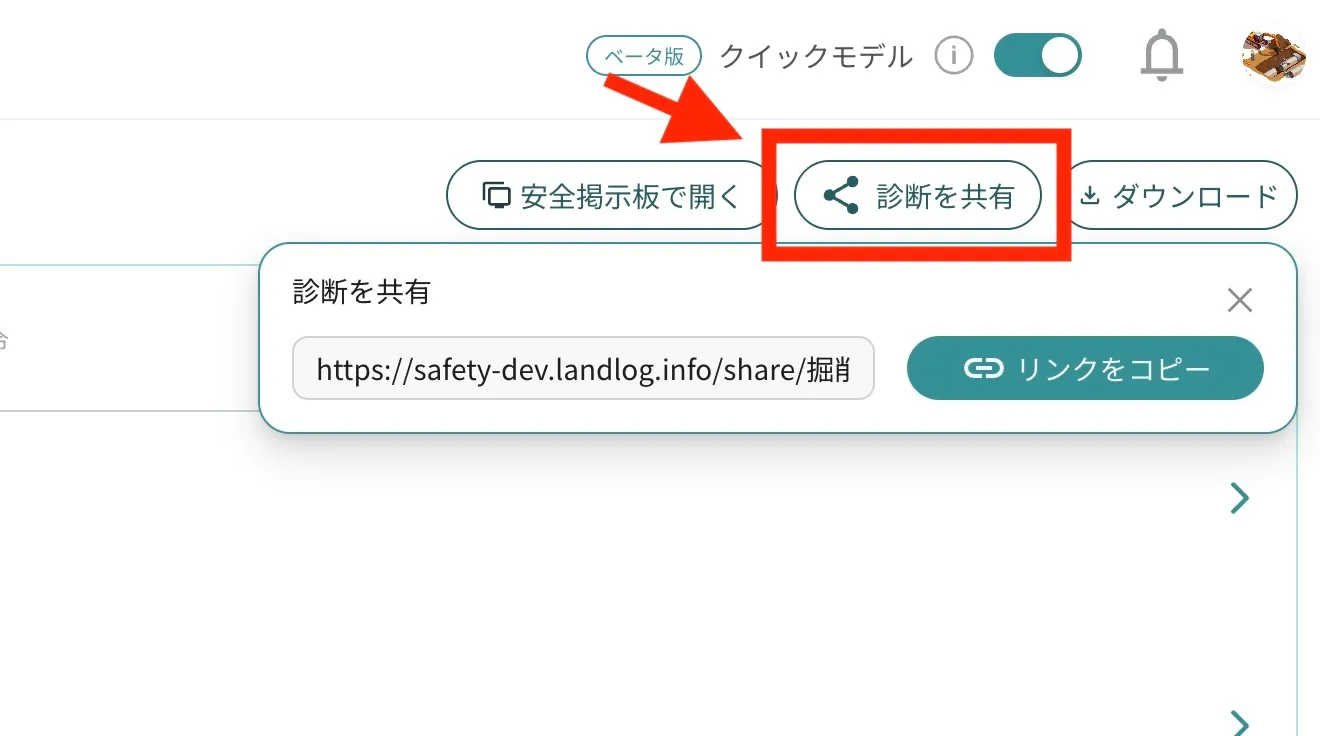 ベータ版 クイックモデル
安全掲示板で開く 診断を共有 ダウンロード
診断を共有
https://safety-dev.landlog.info/share/掘削 リンクをコピー